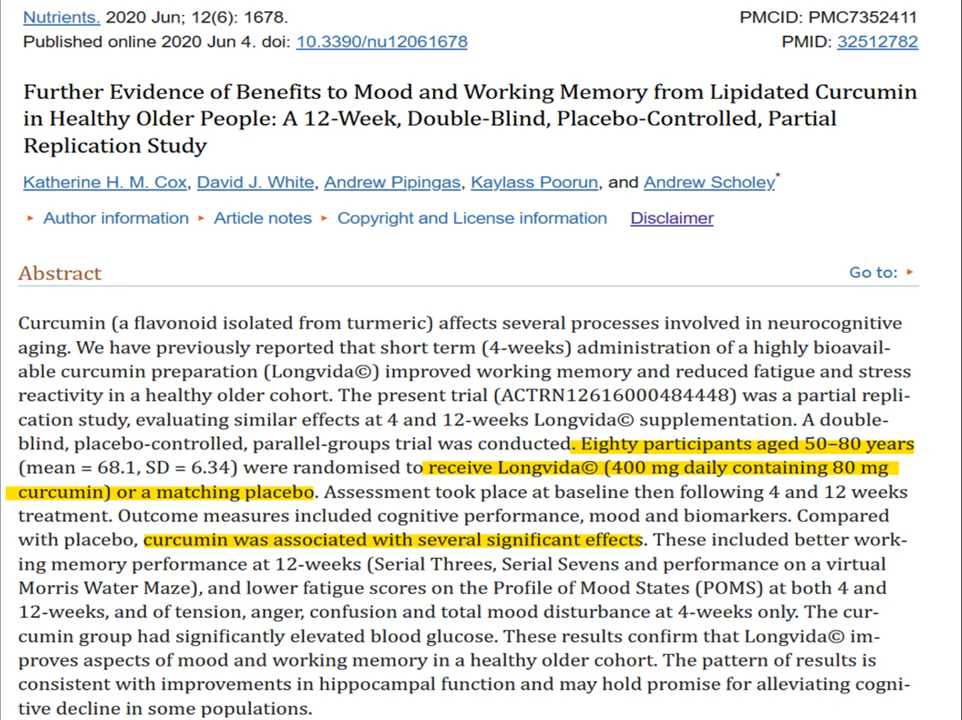 Nutrients. 2020 Jun; 12(6): 1678.
PMCID: PMC7352411
Published online 2020 Jun 4. doi: 10.3390/nu12061678
PMID: 32512782
Further Evidence of Benefits to Mood and Working Memory from Lipidated Curcumin
in Healthy Older People: A 12-Week, Double-Blind, Placebo-Controlled, Partial
Replication Study
Katherine H. M. Cox, David J. White, Andrew Pipingas, Kaylass Poorun, and Andrew Scholey*
▸ Author information ▸ Article notes ▸ Copyright and License information Disclaimer
Abstract
Go to: ▸
Curcumin (a flavonoid isolated from turmeric) affects several processes involved in neurocognitive
aging. We have previously reported that short term (4-weeks) administration of a highly bioavail-
able curcumin preparation (Longvida©) improved working memory and reduced fatigue and stress
reactivity in a healthy older cohort. The present trial (ACTRN12616000484448) was a partial repli-
cation study, evaluating similar effects at 4 and 12-weeks Longvida© supplementation. A double-
blind, placebo-controlled, parallel-groups trial was conducted. Eighty participants aged 50–80 years
(mean = 68.1, SD = 6.34) were randomised to receive Longvida© (400 mg daily containing 80 mg
curcumin) or a matching placebo. Assessment took place at baseline then following 4 and 12 weeks
treatment. Outcome measures included cognitive performance, mood and biomarkers. Compared
with placebo, curcumin was associated with several significant effects. These included better work-
ing memory performance at 12-weeks (Serial Threes, Serial Sevens and performance on a virtual
Morris Water Maze), and lower fatigue scores on the Profile of Mood States (POMS) at both 4 and
12-weeks, and of tension, anger, confusion and total mood disturbance at 4-weeks only. The cur-
cumin group had significantly elevated blood glucose. These results confirm that Longvida© im-
proves aspects of mood and working memory in a healthy older cohort. The pattern of results is
consistent with improvements in hippocampal function and may hold promise for alleviating cogni-
tive decline in some populations.